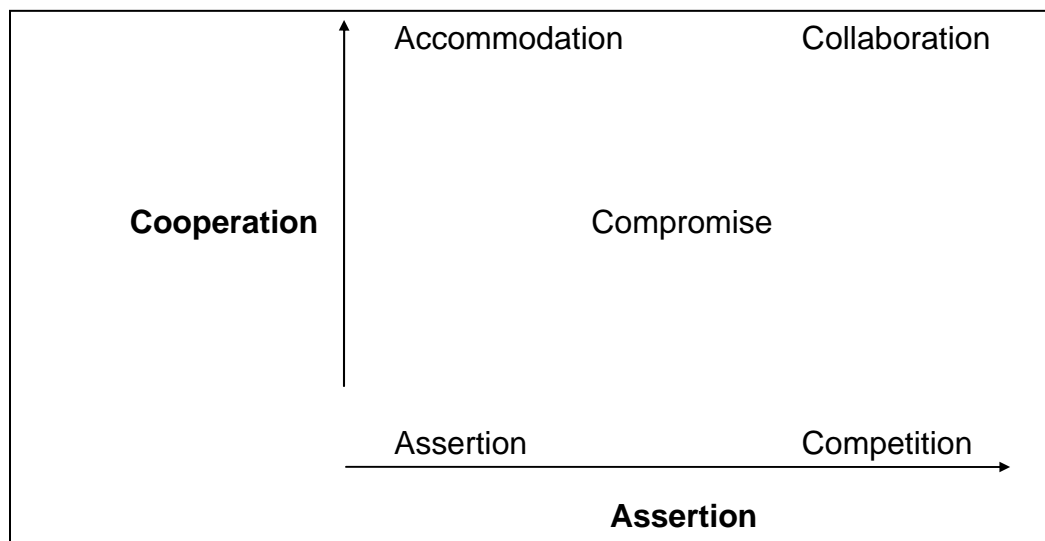 Accommodation Collaboration
Cooperation Compromise
Assertion Competition
Assertion